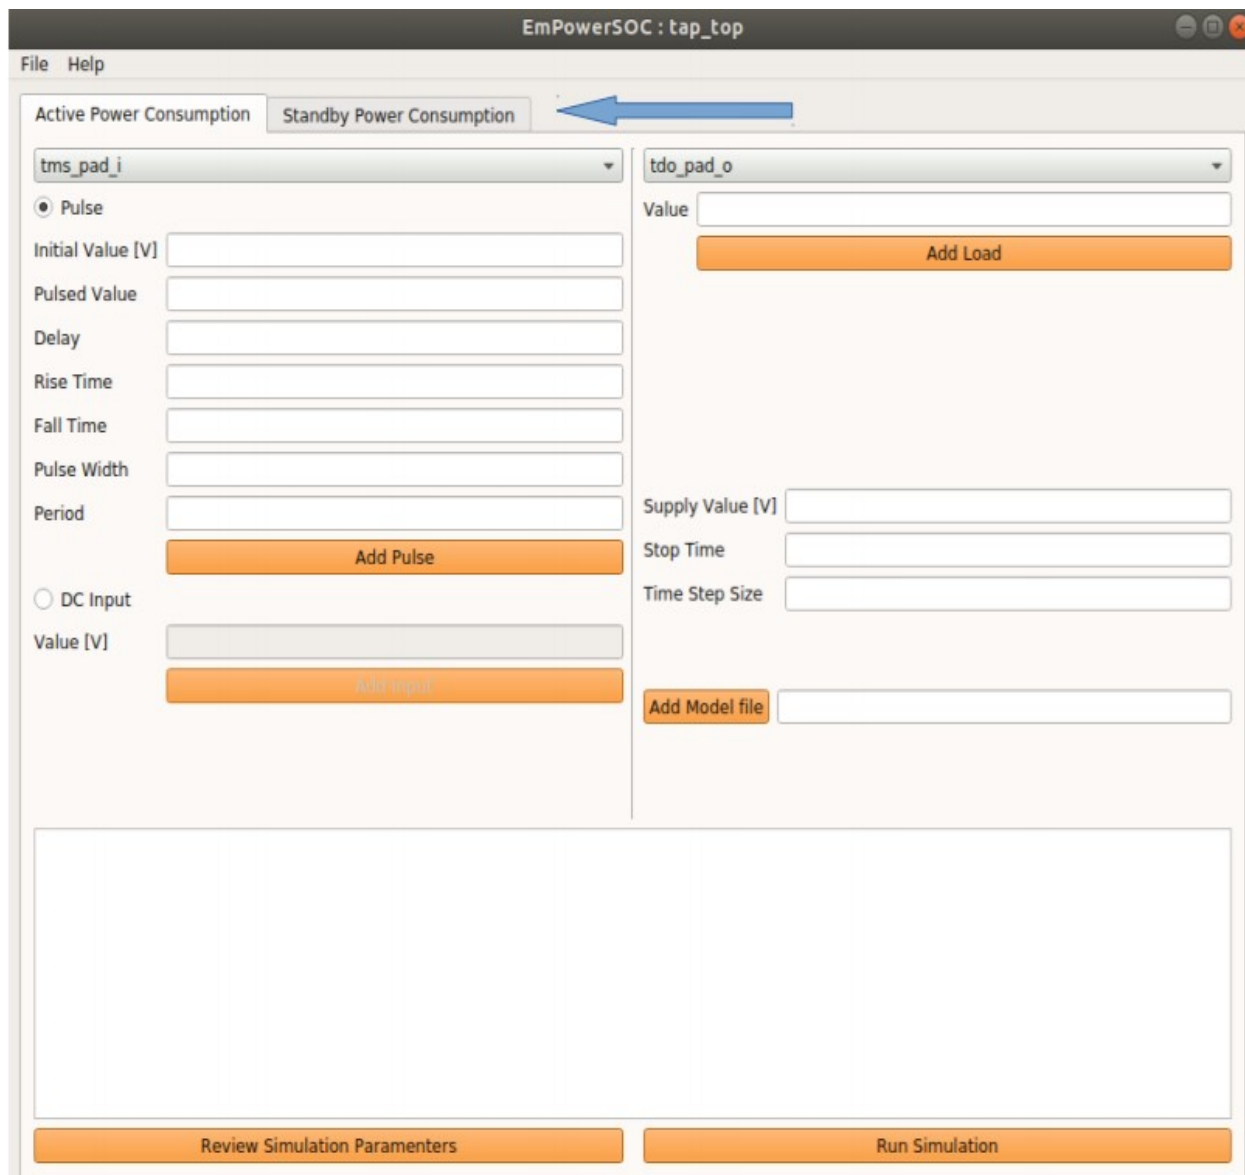 EmPowerSOC : tap_top
File Help
Active Power Consumption Standby Power Consumption
tms_pad_i
Pulse
Initial Value [V]
Pulsed Value
Delay
Rise Time
Fall Time
Pulse Width
Period
Add Pulse
DC Input
Value [V]
Add Input
tdo_pad_o
Value
Add Load
Supply Value [V]
Stop Time
Time Step Size
Add Model file
Review Simulation Paramenters
Run Simulation